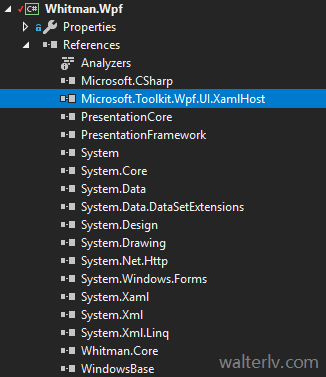 C# Whitman.Wpf
Properties
References
Analyzers
Microsoft.CSharp
Microsoft.Toolkit.Wpf.UI.XamlHost
PresentationCore
PresentationFramework
System
System.Core
System.Data
System.Data.DataSetExtensions
System.Design
System.Drawing
System.Net.Http
System.Windows.Forms
System.Xaml
System.Xml
System.Xml.Linq
Whitman.Core
WindowsBase
walterlv.com